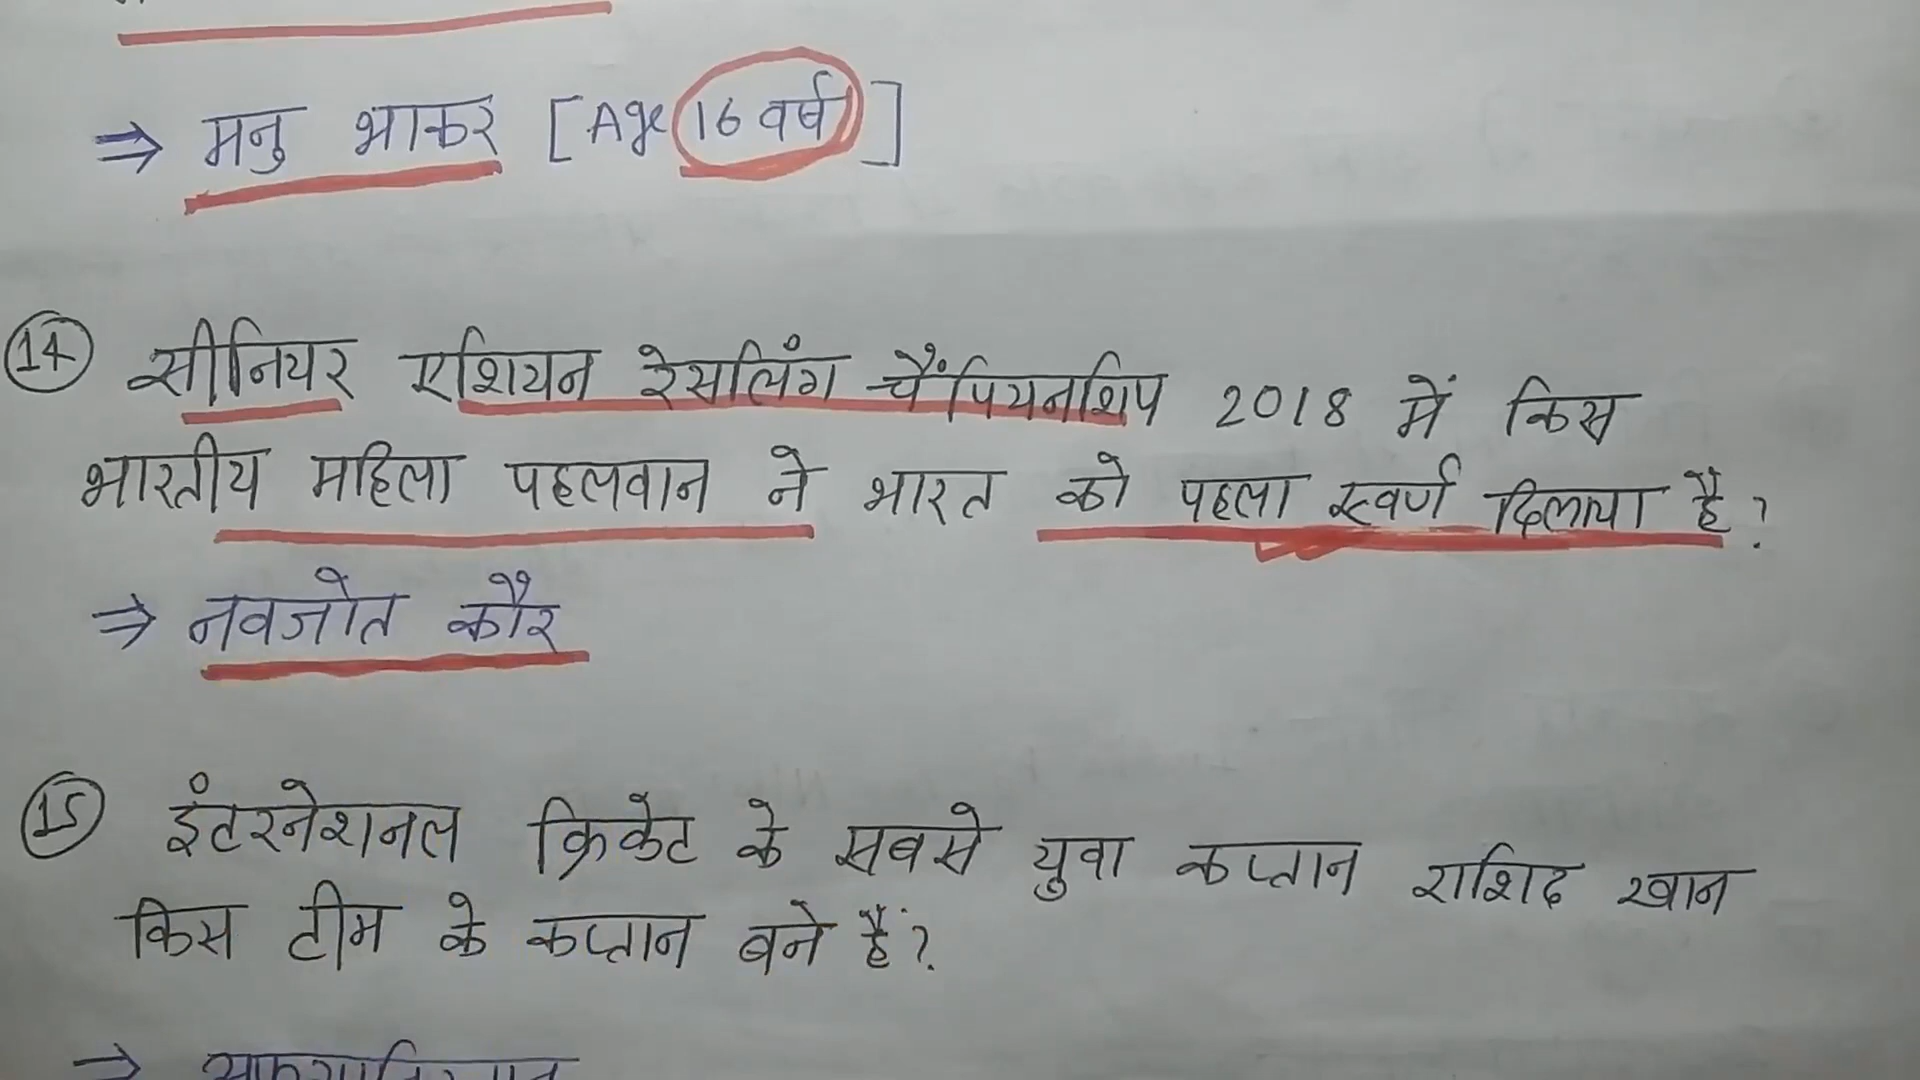 ⇒ मनु भाकर [Age 16 वर्ष]
14 सीनियर एशियन रेसलिंग चैंपियनशिप 2018 में किस
भारतीय महिला पहलवान ने भारत को पहला स्वर्ण दिलाया है?
⇒ नवजोत कौर
15 इंटरनेशनल क्रिकेट के सबसे युवा कप्तान राशिद खान
किस टीम के कप्तान बने हैं?
⇒